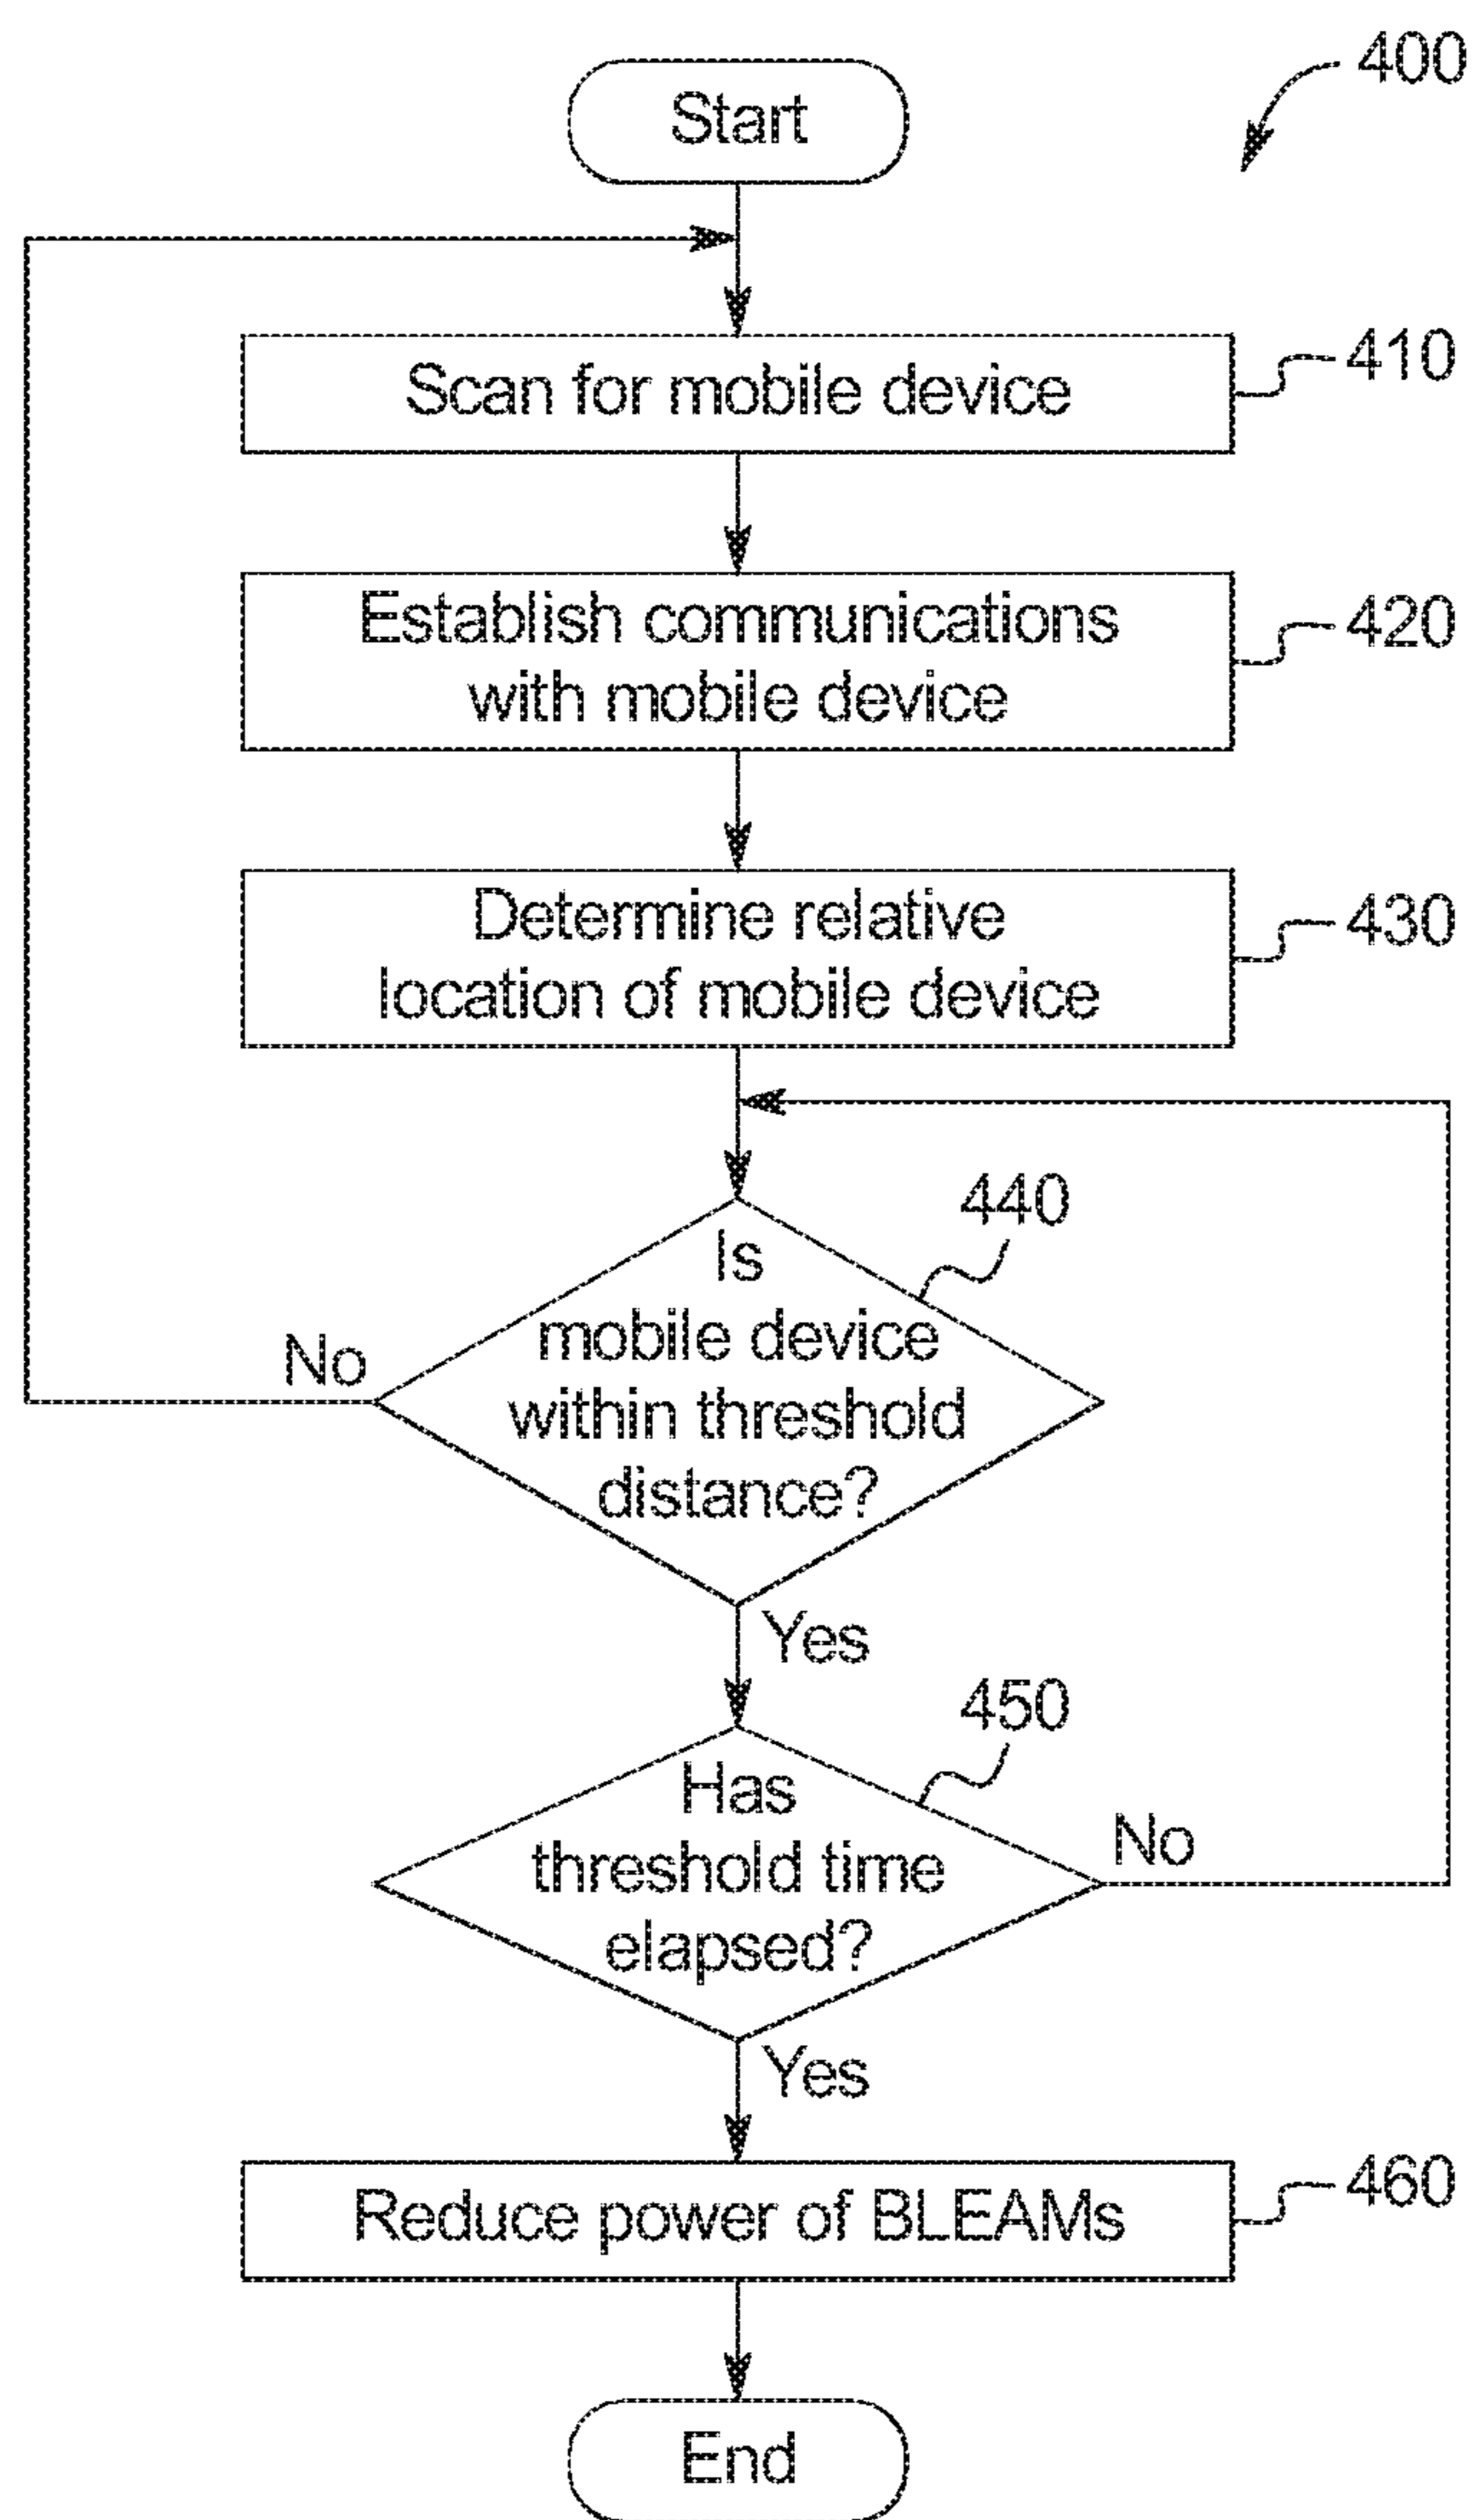 400
Start
Scan for mobile device
410
Establish communications
with mobile device
420
Determine relative
location of mobile device
430
440
Is
mobile device
within threshold
distance?
No
Yes
450
Has
threshold time
elapsed?
No
Yes
Reduce power of BLEAMs
460
End